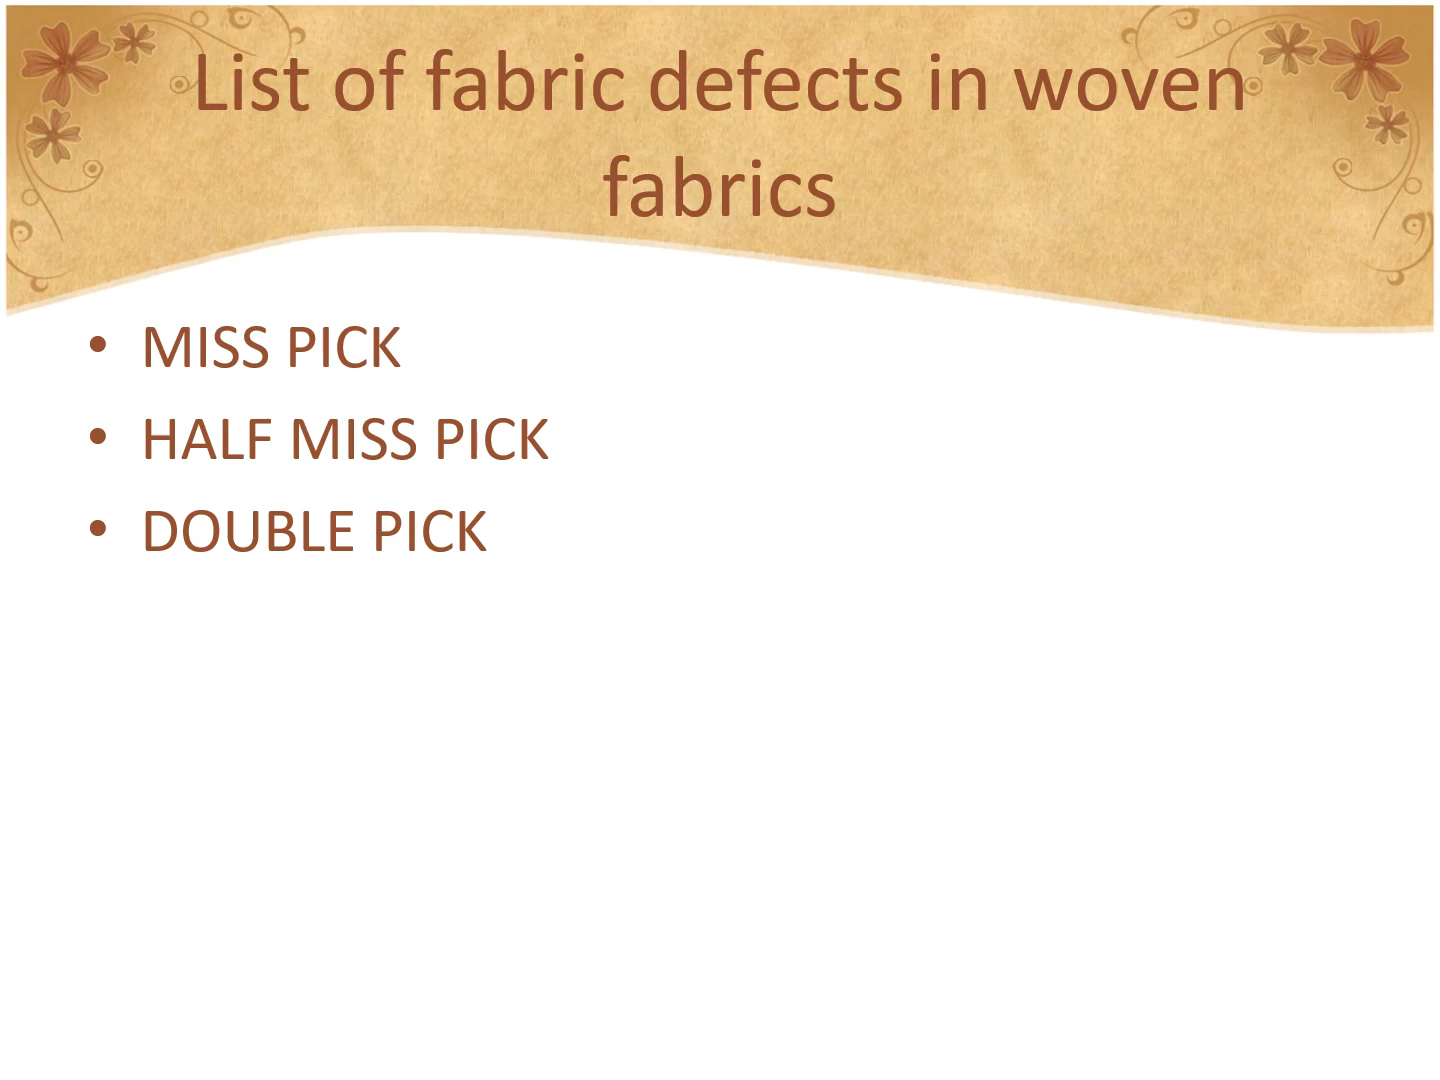 List of fabric defects in woven
fabrics
• MISS PICK
• HALF MISS PICK
• DOUBLE PICK